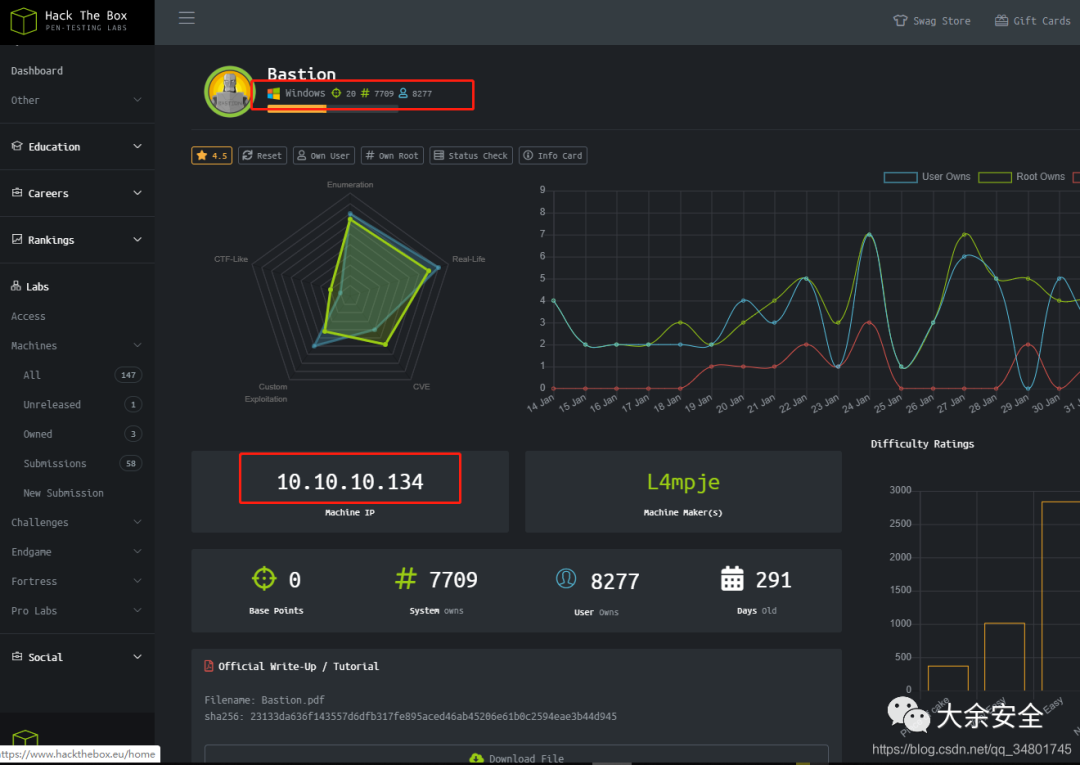 Hack The Box
PEN-TESTING LABS
Swag Store
Gift Cards
Dashboard
Other
Education
Careers
Rankings
Labs
Access
Machines
All 147
Unreleased 1
Owned 3
Submissions 58
New Submission
Challenges
Endgame
Fortress
Pro Labs
Social
https://www.hackthebox.eu/home
Bastion
Windows 20 # 7709 8277
4.5 Reset Own User # Own Root Status Check Info Card
Enumeration
Real-Life
CVE
Custom
Exploitation
CTF-Like
User Owns Root Owns
9
8
7
6
5
4
3
2
1
0
14 Jan 15 Jan 16 Jan 17 Jan 18 Jan 19 Jan 20 Jan 21 Jan 22 Jan 23 Jan 24 Jan 25 Jan 26 Jan 27 Jan 28 Jan 29 Jan 30 Jan
10.10.10.134
Machine IP
L4mpje
Machine Maker(s)
0
Base Points
# 7709
System owns
8277
User Owns
291
Days Old
Official Write-Up / Tutorial
Filename: Bastion.pdf
sha256: 23133da636f143557d6dfb317fe895aced46ab45206e61b0c2594eae3b44d945
Download File
Difficulty Ratings
3000
2500
2000
1500
1000
500
0
Easy
大余安全
https://blog.csdn.net/qq_34801745